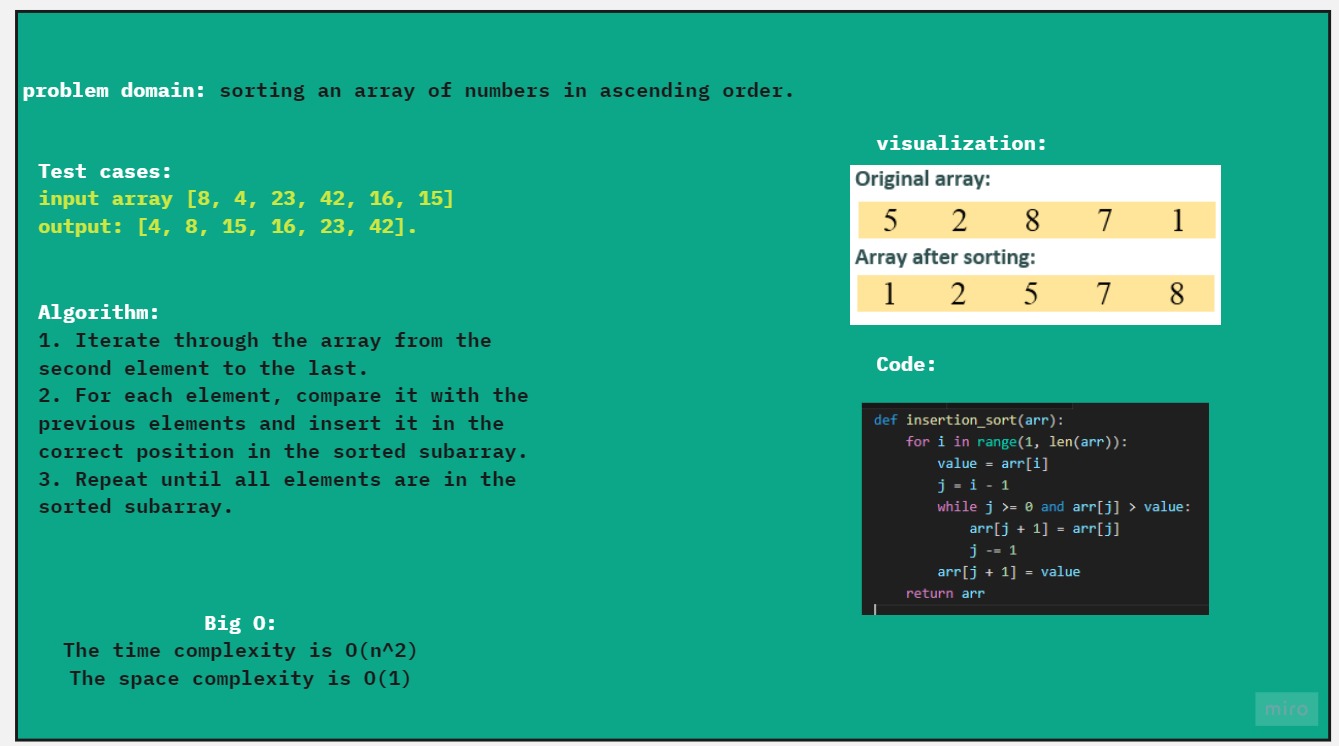 problem domain: sorting an array of numbers in ascending order.
Test cases:
input array [8, 4, 23, 42, 16, 15]
output: [4, 8, 15, 16, 23, 42].
Algorithm:
1. Iterate through the array from the
second element to the last.
2. For each element, compare it with the
previous elements and insert it in the
correct position in the sorted subarray.
3. Repeat until all elements are in the
sorted subarray.
Big O:
The time complexity is O(n^2)
The space complexity is O(1)
visualization:
Original array:
5 2 8 7 1
Array after sorting:
1 2 5 7 8
Code:
def insertion_sort(arr):
    for i in range(1, len(arr)):
        value = arr[i]
        j = i - 1
        while j >= 0 and arr[j] > value:
            arr[j + 1] = arr[j]
            j -= 1
        arr[j + 1] = value
    return arr
miro